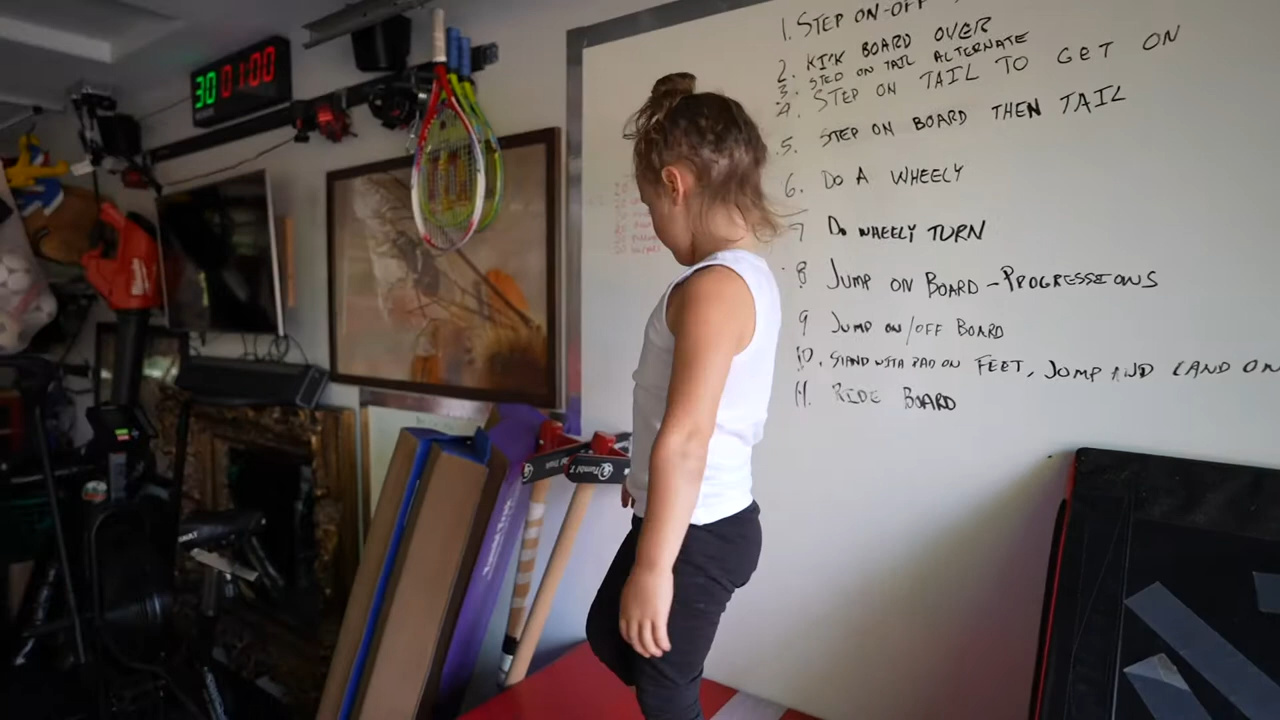 30 01:00
1. STEP ON-OFF
2. KICK BOARD OVER
3. STEP ON TAIL ALTERNATE
4. STEP ON TAIL TO GET ON
5. STEP ON BOARD THEN TAIL
6. DO A WHEELY
7 DO WHEELY TURN
8 JUMP ON BOARD - PROGRESSIONS
9 JUMP ON/OFF BOARD
10. STAND WITH PAD ON FEET, JUMP AND LAND ON
11. RIDE BOARD